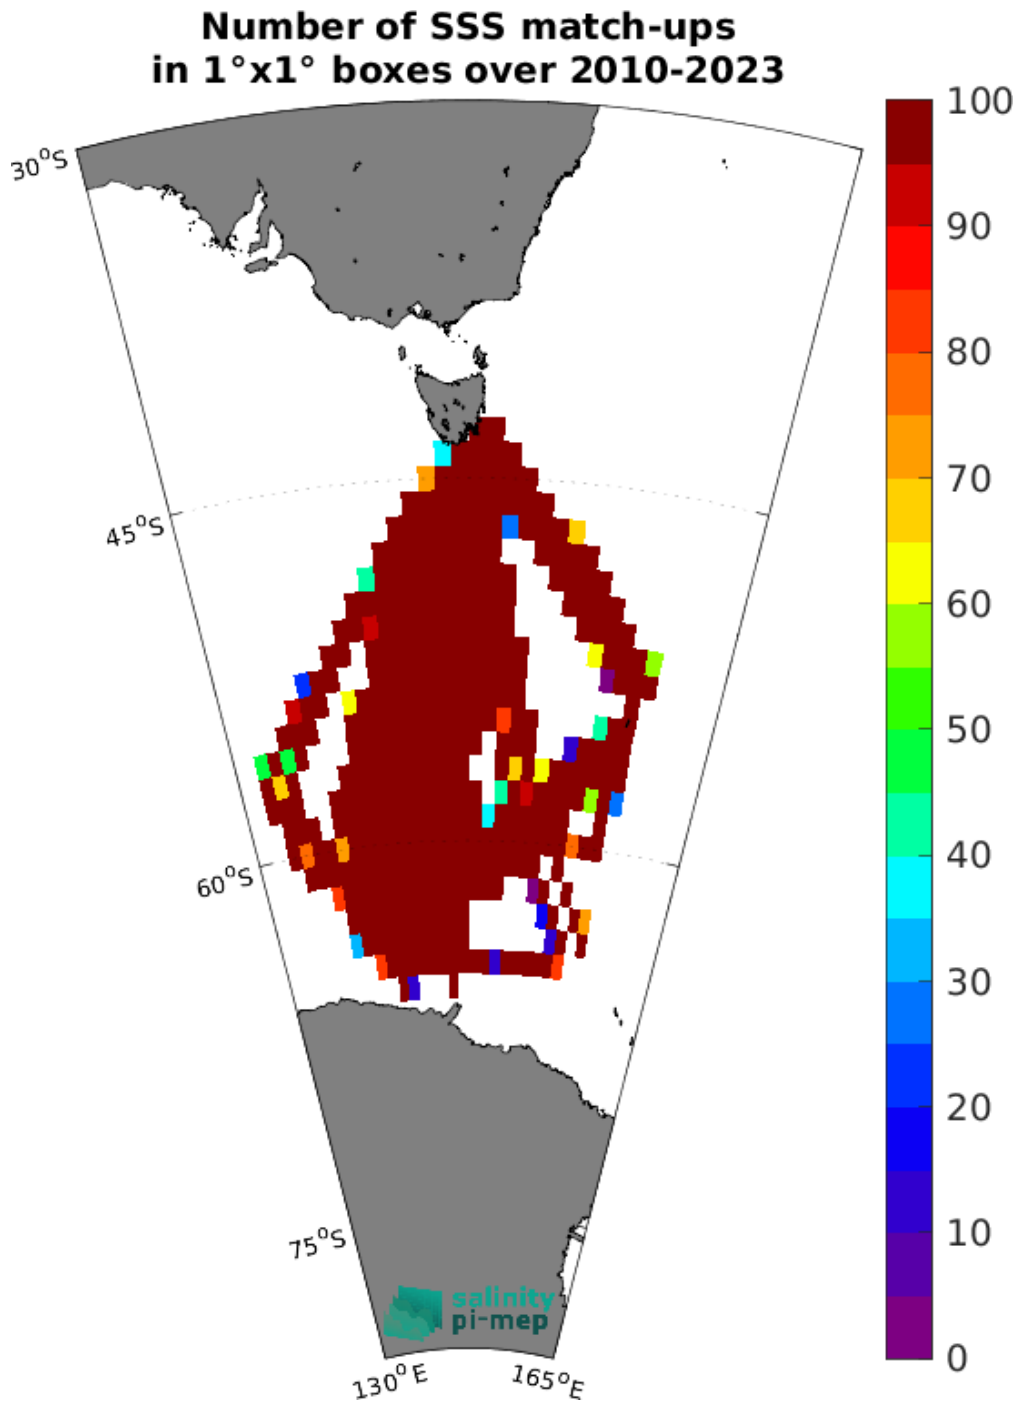 Number of SSS match-ups
in 1°x1° boxes over 2010-2023
100
30°S
90
80
70
45°S
60
50
40
60°S
30
20
10
75°S
salinity
pi-mep
0
130°E
165°E